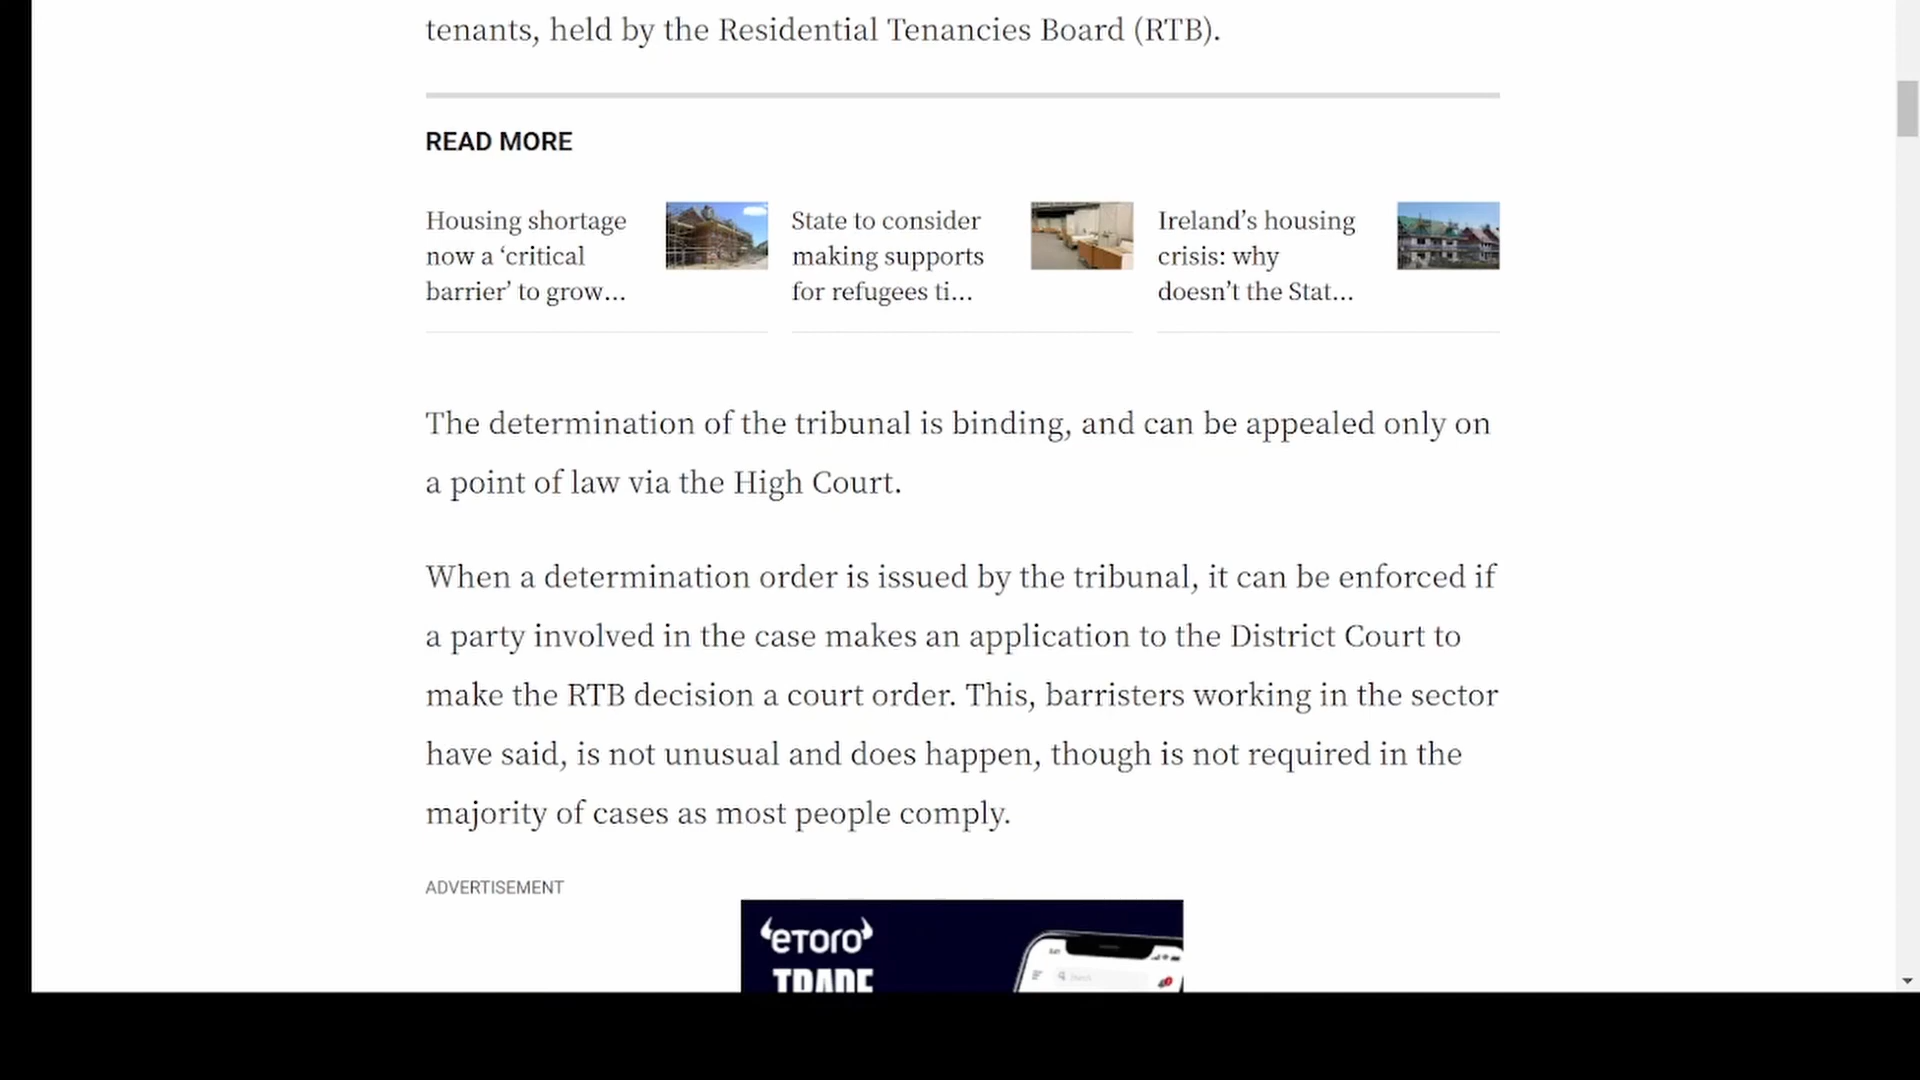 tenants, held by the Residential Tenancies Board (RTB).
READ MORE
Housing shortage
now a ‘critical
barrier’ to grow...
State to consider
making supports
for refugees ti...
Ireland’s housing
crisis: why
doesn’t the Stat...
The determination of the tribunal is binding, and can be appealed only on
a point of law via the High Court.
When a determination order is issued by the tribunal, it can be enforced if
a party involved in the case makes an application to the District Court to
make the RTB decision a court order. This, barristers working in the sector
have said, is not unusual and does happen, though is not required in the
majority of cases as most people comply.
ADVERTISEMENT
eToro
TRADE